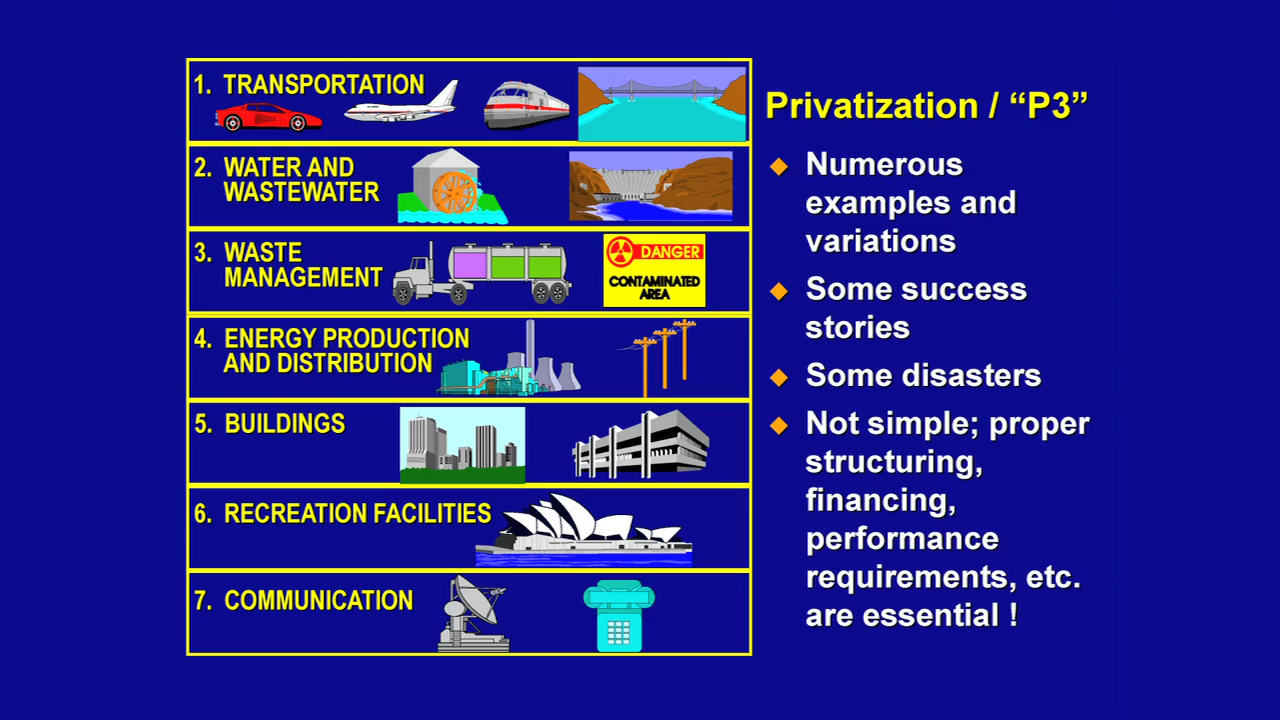 1. TRANSPORTATION
2. WATER AND
WASTEWATER
3. WASTE
MANAGEMENT
DANGER
CONTAMINATED
AREA
4. ENERGY PRODUCTION
AND DISTRIBUTION
5. BUILDINGS
6. RECREATION FACILITIES
7. COMMUNICATION
Privatization / “P3”
Numerous
examples and
variations
Some success
stories
Some disasters
Not simple; proper
structuring,
financing,
performance
requirements, etc.
are essential !